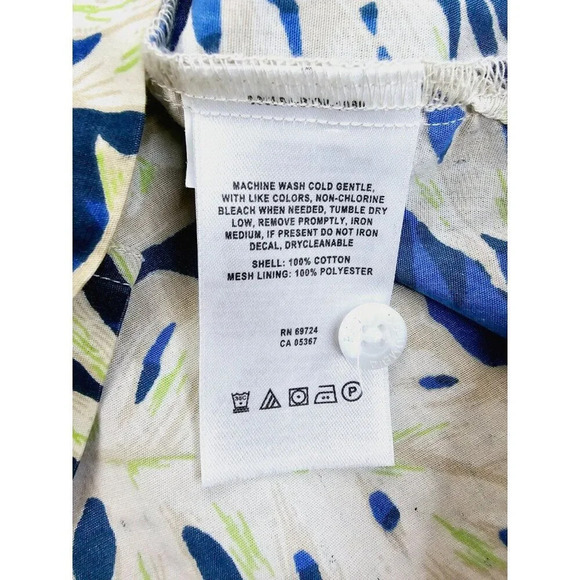 MACHINE WASH COLD GENTLE,
WITH LIKE COLORS, NON-CHLORINE
BLEACH WHEN NEEDED, TUMBLE DRY
LOW, REMOVE PROMPTLY, IRON
MEDIUM, IF PRESENT DO NOT IRON
DECAL, DRYCLEANABLE
SHELL: 100% COTTON
MESH LINING: 100% POLYESTER
RN 69724
CA 05367
P